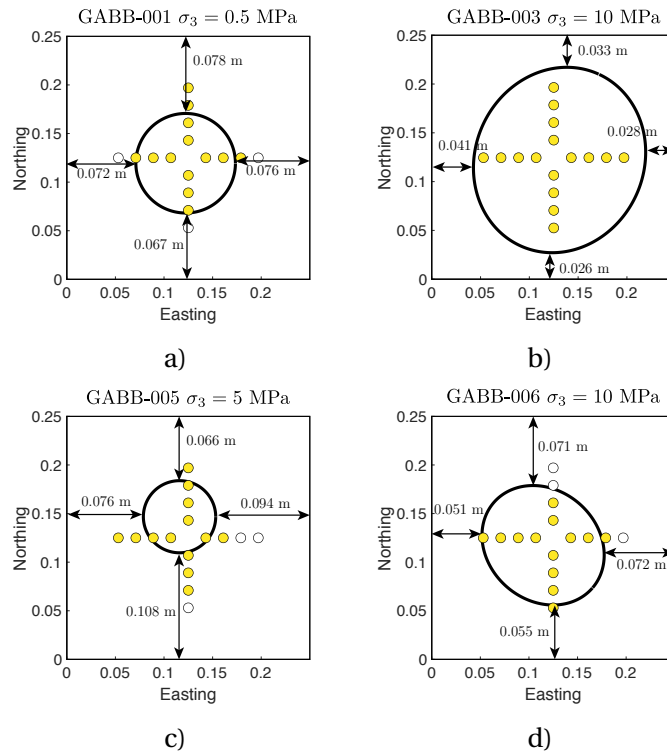 GABB-001 σ₃ = 0.5 MPa
0.25
0.2
0.15
0.1
0.05
0
Northing
0.078 m
0.072 m
0.076 m
0.067 m
0 0.05 0.1 0.15 0.2
Easting
a)
GABB-003 σ₃ = 10 MPa
0.25
0.2
0.15
0.1
0.05
0
Northing
0.033 m
0.041 m
0.028 m
0.026 m
0 0.05 0.1 0.15 0.2
Easting
b)
GABB-005 σ₃ = 5 MPa
0.25
0.2
0.15
0.1
0.05
0
Northing
0.066 m
0.076 m
0.094 m
0.108 m
0 0.05 0.1 0.15 0.2
Easting
c)
GABB-006 σ₃ = 10 MPa
0.25
0.2
0.15
0.1
0.05
0
Northing
0.071 m
0.051 m
0.072 m
0.055 m
0 0.05 0.1 0.15 0.2
Easting
d)